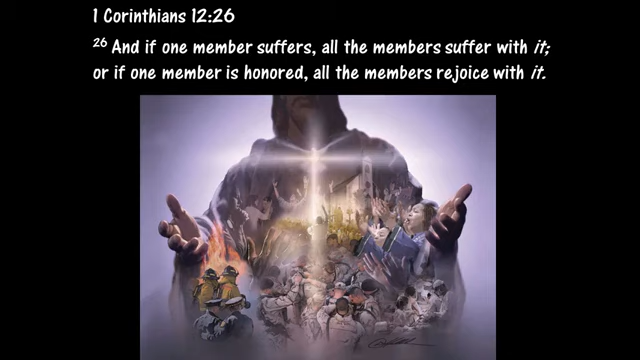 1 Corinthians 12:26
26 And if one member suffers, all the members suffer with it;
or if one member is honored, all the members rejoice with it.